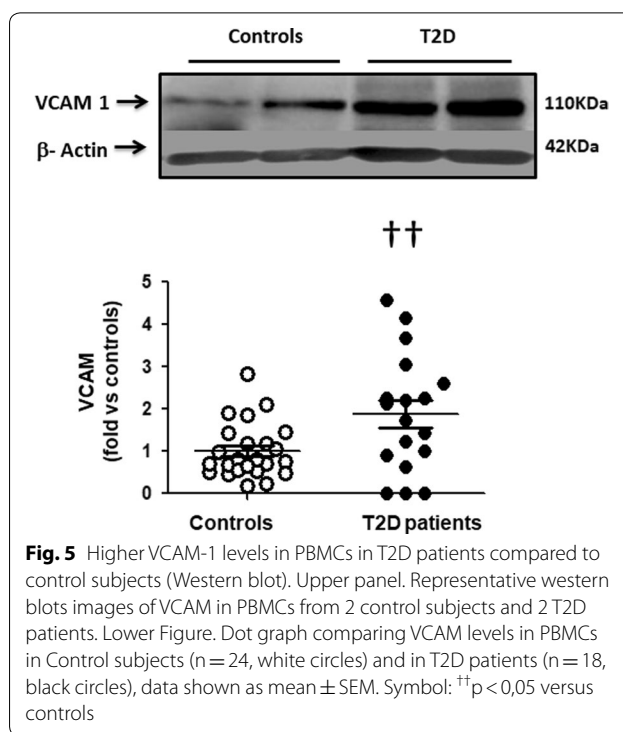 Controls T2D
VCAM 1 → 110KDa
β- Actin → 42KDa
††
5
4
3
2
1
0
VCAM
(fold vs controls)
Controls T2D patients
Fig. 5 Higher VCAM-1 levels in PBMCs in T2D patients compared to
control subjects (Western blot). Upper panel. Representative western
blots images of VCAM in PBMCs from 2 control subjects and 2 T2D
patients. Lower Figure. Dot graph comparing VCAM levels in PBMCs
in Control subjects (n = 24, white circles) and in T2D patients (n = 18,
black circles), data shown as mean ± SEM. Symbol: ††p < 0,05 versus
controls